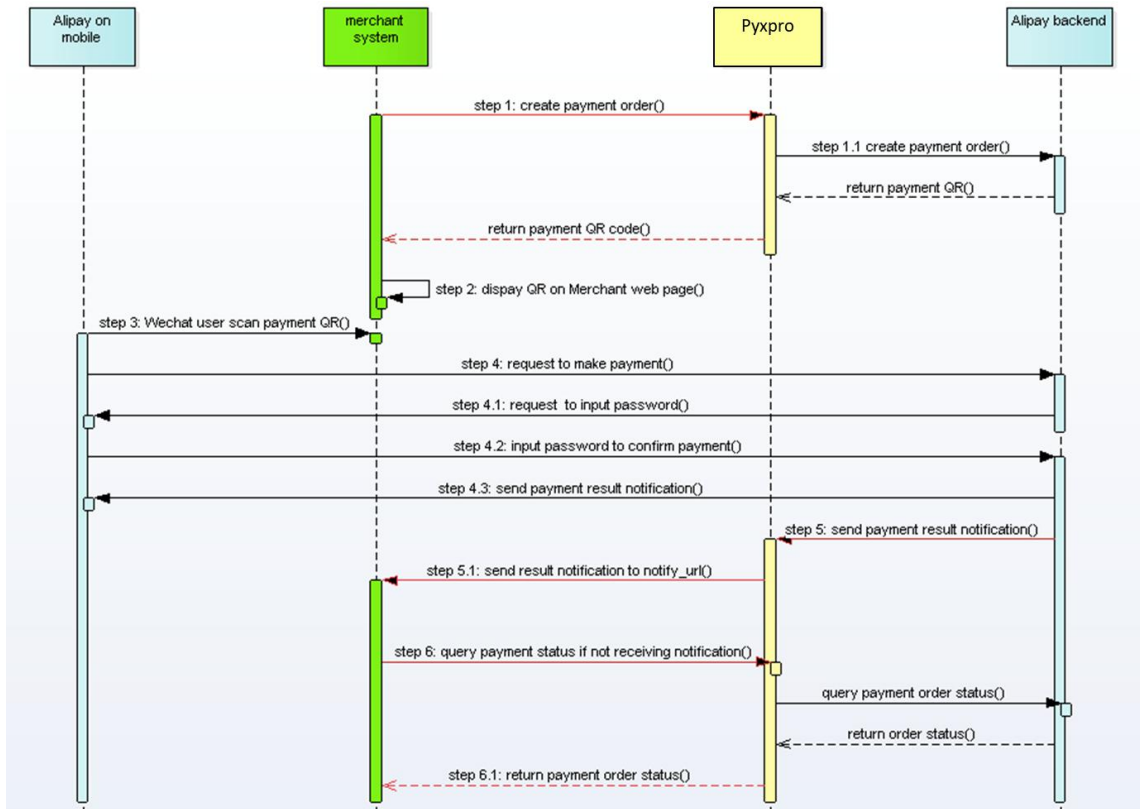 Alipay on
mobile
merchant
system
Pyxpro
Alipay backend
step 1: create payment order()
step 1.1 create payment order()
return payment QR()
return payment QR code()
step 2: dispay QR on Merchant web page()
step 3: Wechat user scan payment QR()
step 4: request to make payment()
step 4.1: request  to input password()
step 4.2: input password to confirm payment()
step 4.3: send payment result notification()
step 5: send payment result notification()
step 5.1: send result notification to notify_url()
step 6: query payment status if not receiving notification()
query payment order status()
return order status()
step 6.1: return payment order status()